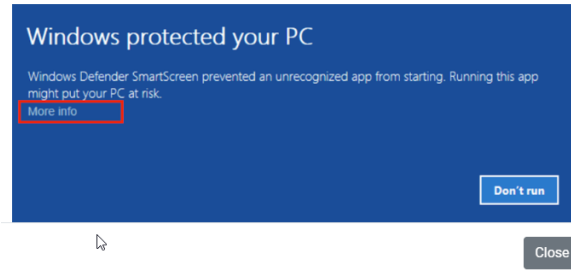 Windows protected your PC
Windows Defender SmartScreen prevented an unrecognized app from starting. Running this app
might put your PC at risk.
More info
Don't run
Close